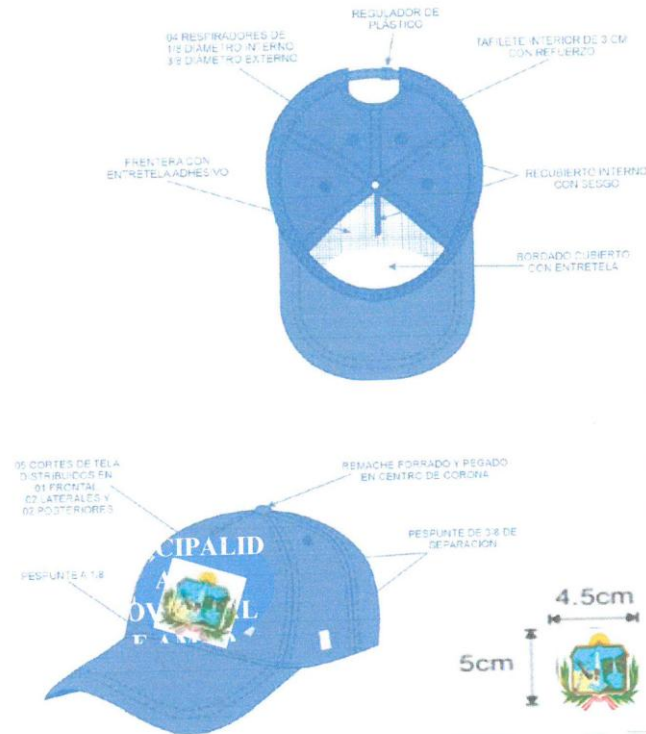 REGULADOR DE
PLÁSTICO
04 RESPIRADORES DE
1/8 DIÁMETRO INTERNO
3/8 DIÁMETRO EXTERNO
TAFILETE INTERIOR DE 3 CM
CON REFUERZO
FRENTERA CON
ENTRETELA ADHESIVO
RECUBIERTO INTERNO
CON SESGO
BORDADO CUBIERTO
CON ENTRETELA
05 CORTES DE TELA
DISTRIBUIDOS EN
01 FRONTAL
02 LATERALES Y
02 POSTERIORES
REMACHE FORRADO Y PEGADO
EN CENTRO DE CORONA
PESPUNTE DE 3/8 DE
SEPARACION
PESPUNTE A 1/8
CIPALID
4.5cm
5cm